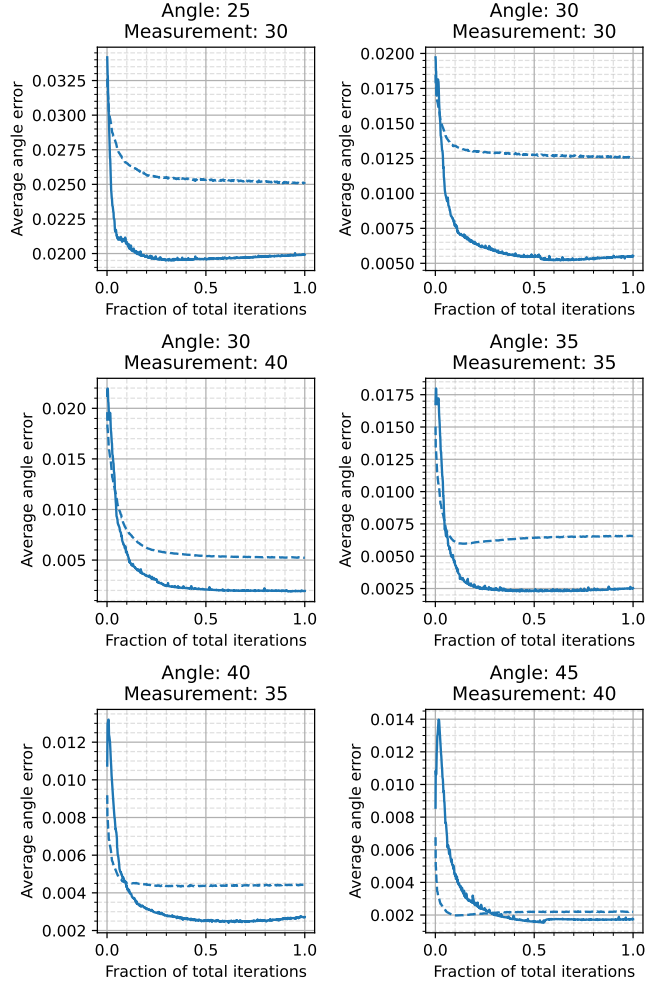 Angle: 25
Measurement: 30
0.0325
0.0300
0.0275
0.0250
0.0225
0.0200
Average angle error
0.0
0.5
1.0
Fraction of total iterations
Angle: 30
Measurement: 30
0.0200
0.0175
0.0150
0.0125
0.0100
0.0075
0.0050
Average angle error
0.0
0.5
1.0
Fraction of total iterations
Angle: 30
Measurement: 40
0.020
0.015
0.010
0.005
Average angle error
0.0
0.5
1.0
Fraction of total iterations
Angle: 35
Measurement: 35
0.0175
0.0150
0.0125
0.0100
0.0075
0.0050
0.0025
Average angle error
0.0
0.5
1.0
Fraction of total iterations
Angle: 40
Measurement: 35
0.012
0.010
0.008
0.006
0.004
0.002
Average angle error
0.0
0.5
1.0
Fraction of total iterations
Angle: 45
Measurement: 40
0.014
0.012
0.010
0.008
0.006
0.004
0.002
Average angle error
0.0
0.5
1.0
Fraction of total iterations